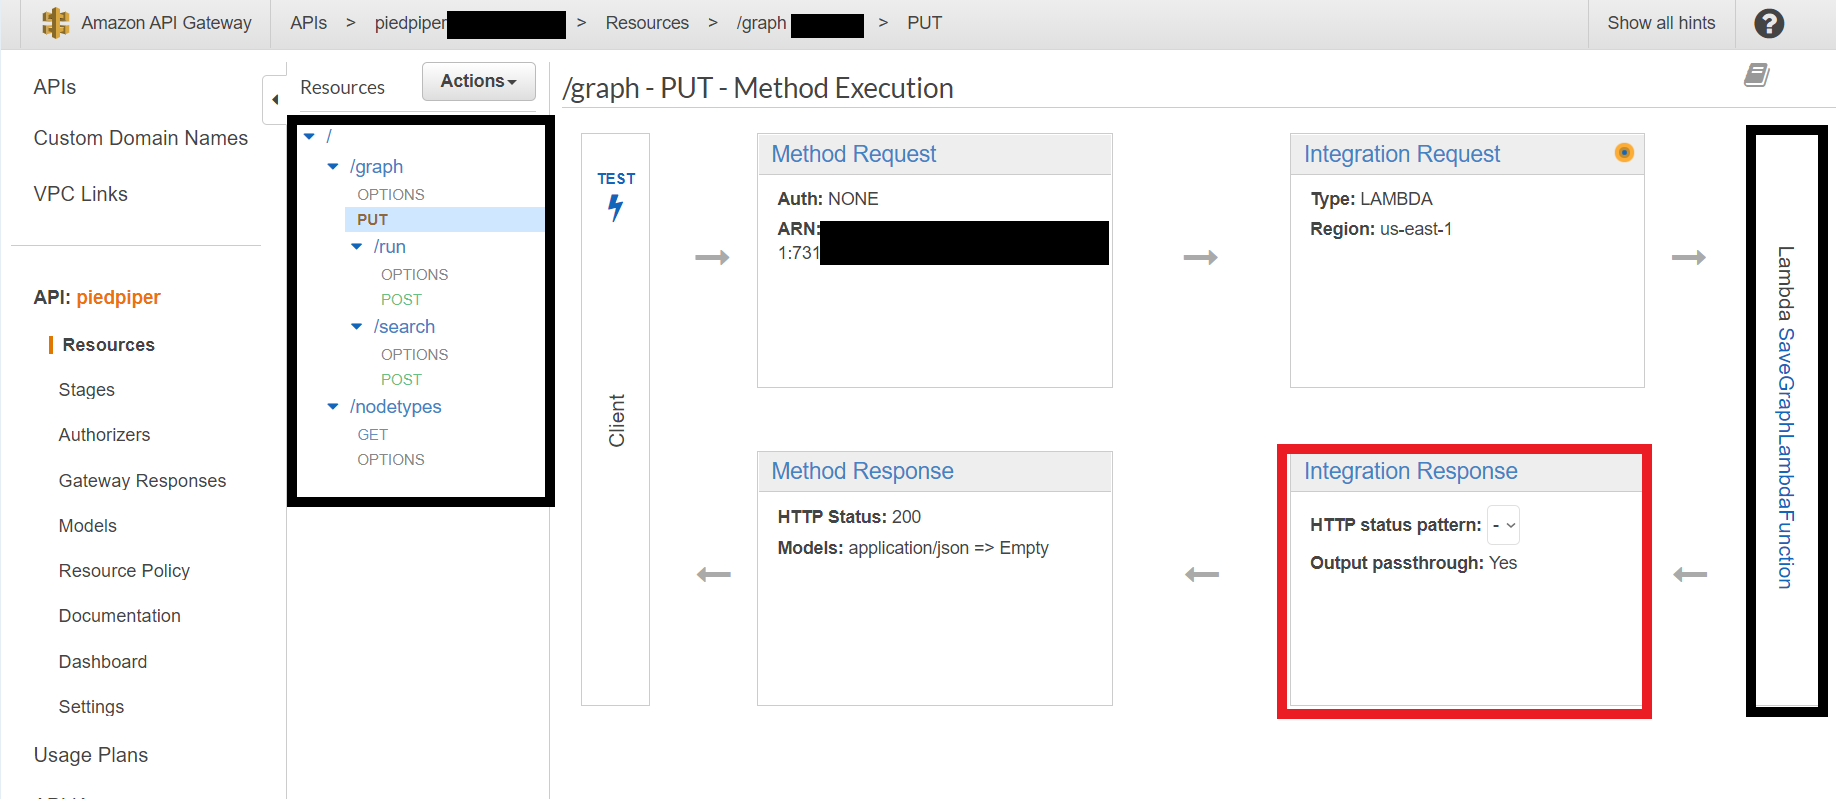 Amazon API Gateway
APIs > piedpiper > Resources > /graph > PUT
Show all hints
?
APIs
Custom Domain Names
VPC Links
API: piedpiper
Resources
Stages
Authorizers
Gateway Responses
Models
Resource Policy
Documentation
Dashboard
Settings
Usage Plans
Resources
Actions
/
/graph
OPTIONS
PUT
/run
OPTIONS
POST
/search
OPTIONS
POST
/nodetypes
GET
OPTIONS
/graph - PUT - Method Execution
TEST
Client
Method Request
Auth: NONE
ARN:
1:731
Integration Request
Type: LAMBDA
Region: us-east-1
Lambda SaveGraphLambdaFunction
Method Response
HTTP Status: 200
Models: application/json => Empty
Integration Response
HTTP status pattern: -
Output passthrough: Yes